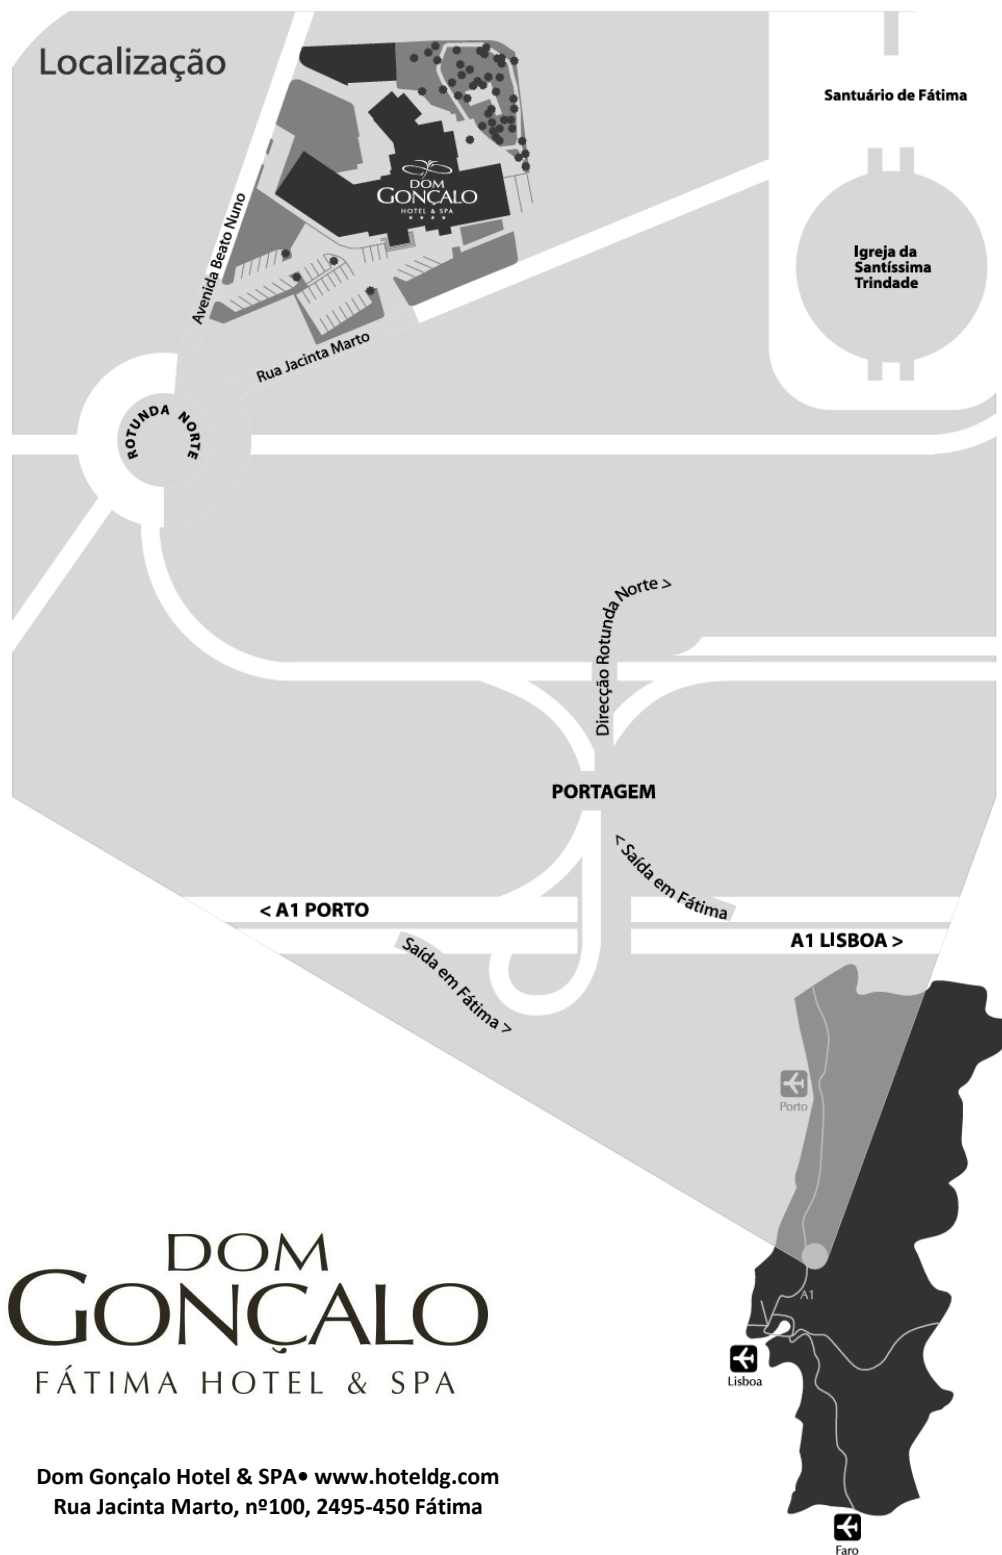 Localização
Santuário de Fátima
DOM
GONÇALO
HOTEL & SPA
Avenida Beato Nuno
Igreja da
Santíssima
Trindade
Rua Jacinta Marto
ROTUNDA NORTE
Direcção Rotunda Norte >
PORTAGEM
< Saída em Fátima
< A1 PORTO
A1 LISBOA >
Saída em Fátima >
Porto
A1
Lisboa
DOM
GONÇALO
FÁTIMA HOTEL & SPA
Dom Gonçalo Hotel & SPA• www.hoteldg.com
Rua Jacinta Marto, nº100, 2495-450 Fátima
Faro